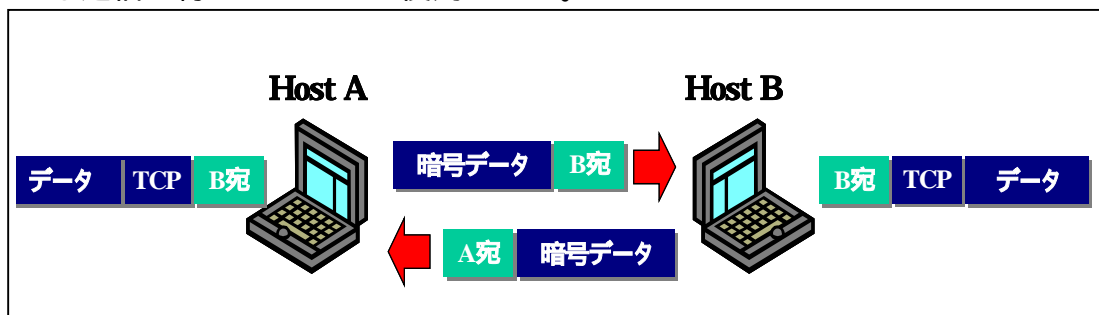 Host A
Host B
データ TCP B宛
暗号データ B宛
B宛 TCP データ
A宛 暗号データ